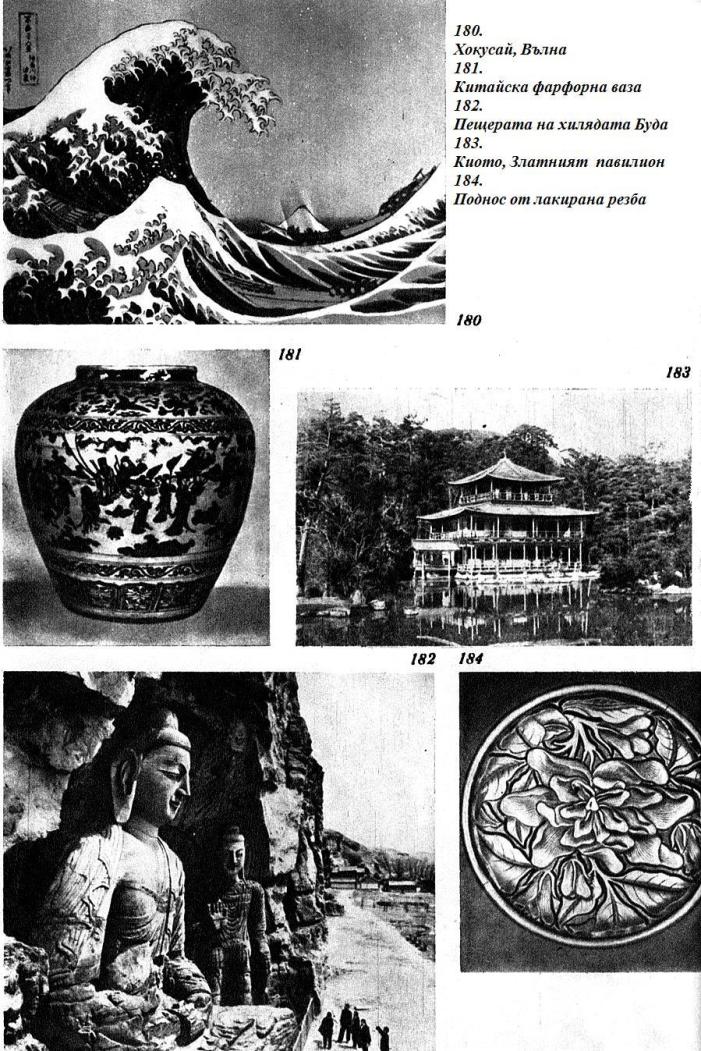 180.
Хокусай, Вълна
181.
Китайска фарфорна ваза
182.
Пещерата на хилядата Буда
183.
Киото, Златният павилион
184.
Поднос от лакирана резба
180
181
183
182
184